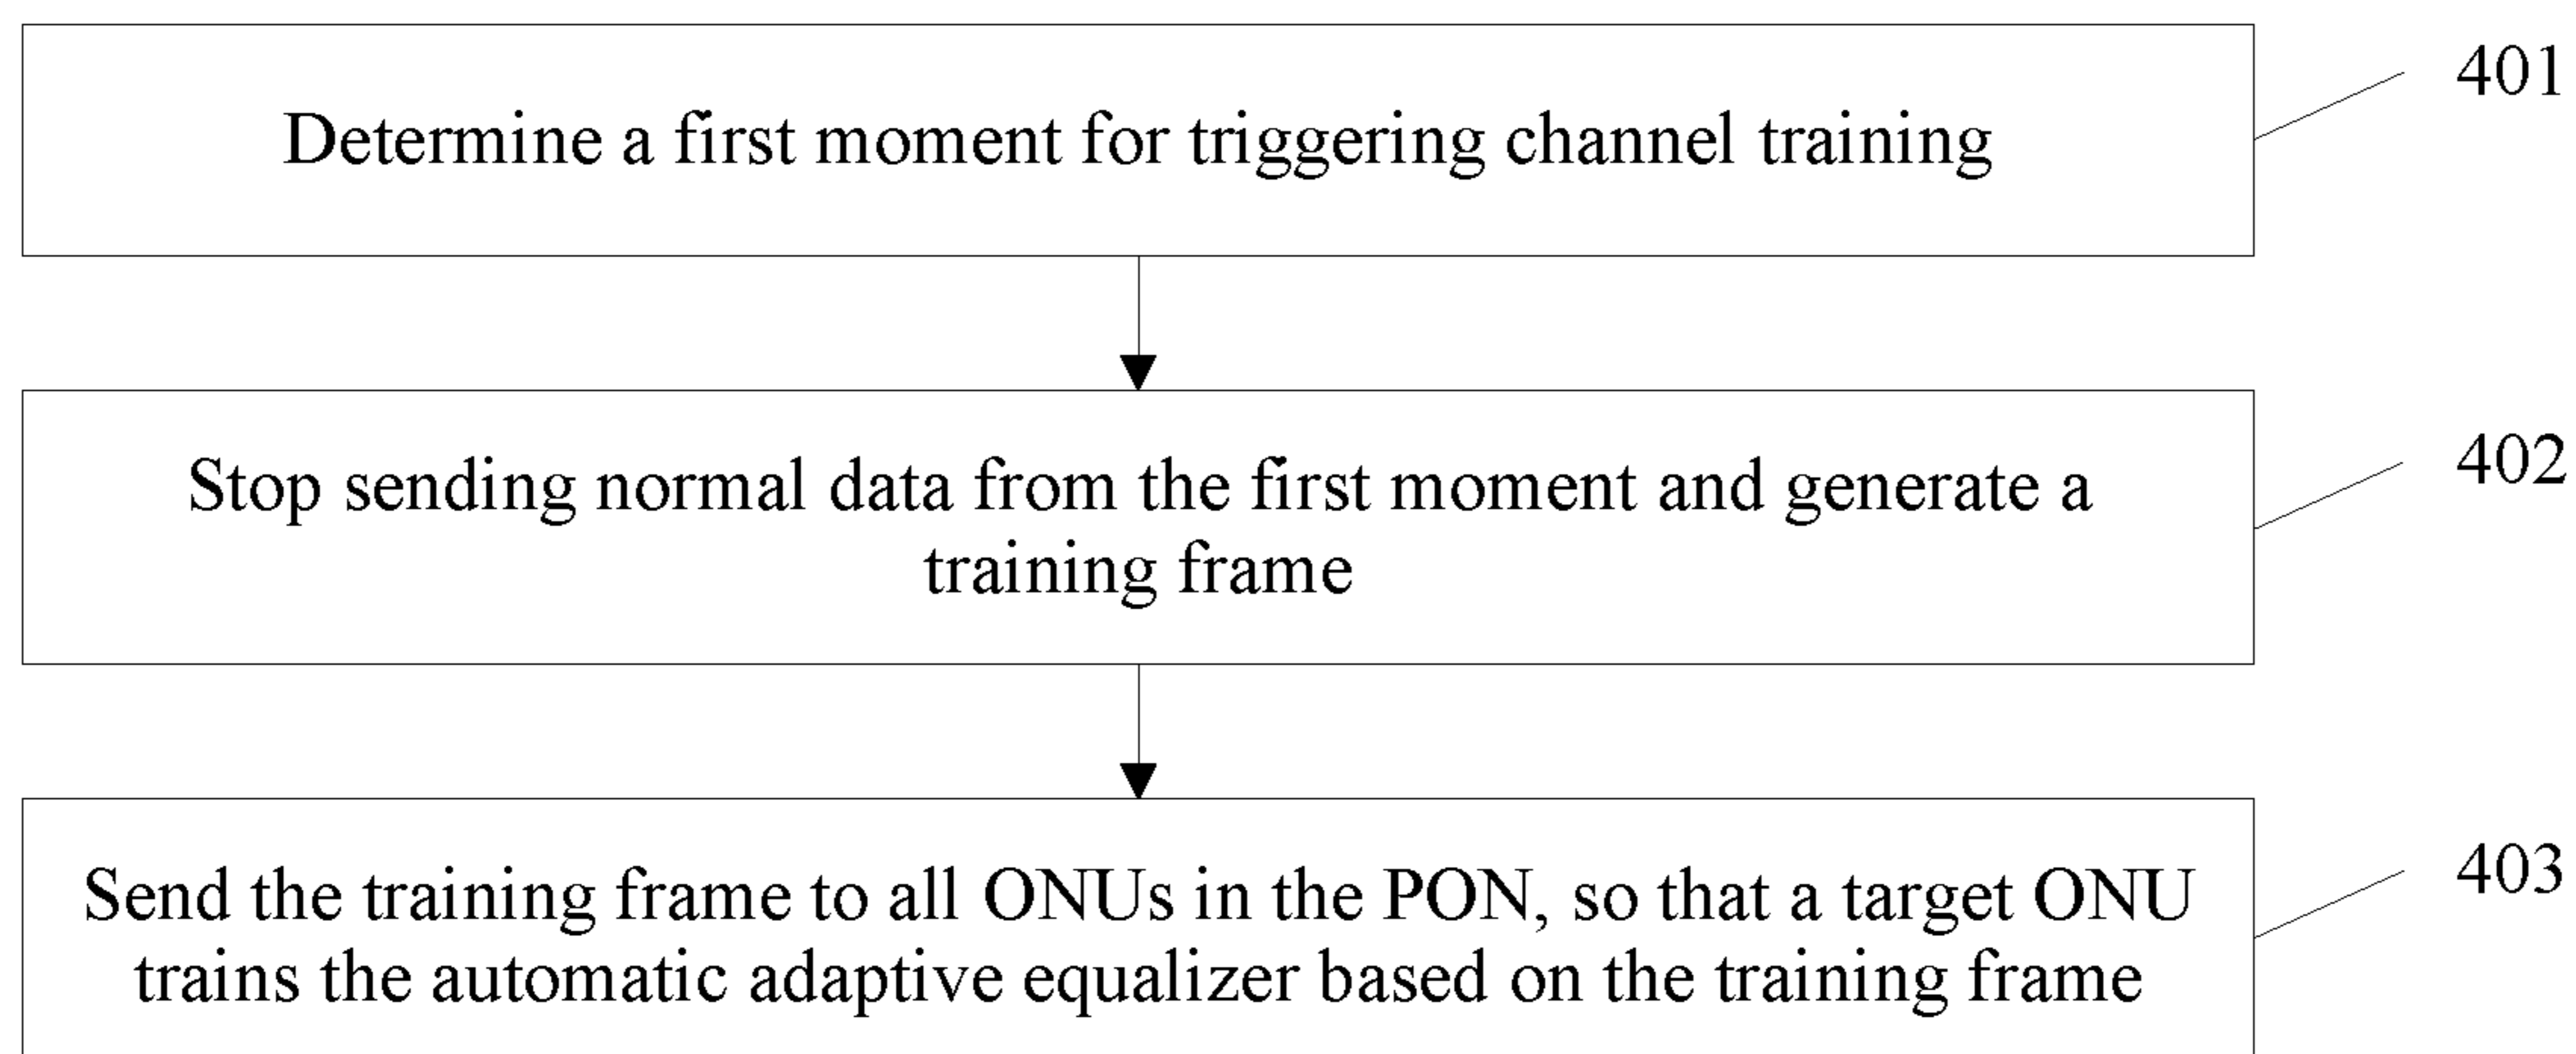 Determine a first moment for triggering channel training
401
Stop sending normal data from the first moment and generate a
training frame
402
Send the training frame to all ONUs in the PON, so that a target ONU
trains the automatic adaptive equalizer based on the training frame
403